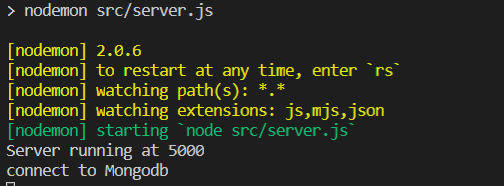 > nodemon src/server.js
[nodemon] 2.0.6
[nodemon] to restart at any time, enter `rs`
[nodemon] watching path(s): *.*
[nodemon] watching extensions: js,mjs,json
[nodemon] starting `node src/server.js`
Server running at 5000
connect to Mongodb